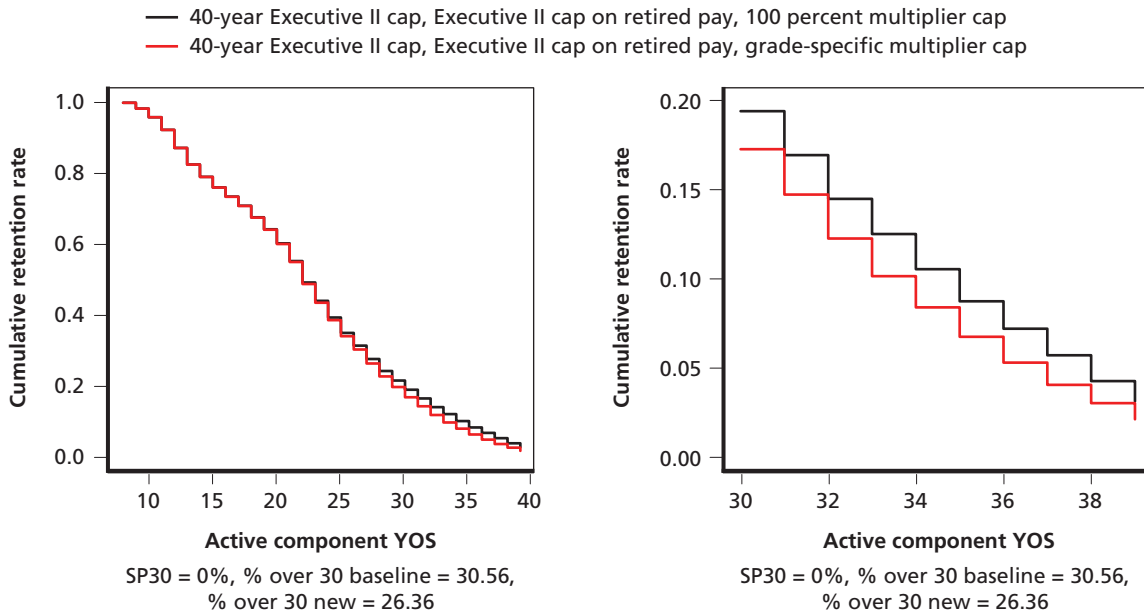 40-year Executive II cap, Executive II cap on retired pay, 100 percent multiplier cap
40-year Executive II cap, Executive II cap on retired pay, grade-specific multiplier cap
Cumulative retention rate
1.0
0.8
0.6
0.4
0.2
0.0
10 15 20 25 30 35 40
Active component YOS
SP30 = 0%, % over 30 baseline = 30.56,
% over 30 new = 26.36
Cumulative retention rate
0.20
0.15
0.10
0.05
0.00
30 32 34 36 38
Active component YOS
SP30 = 0%, % over 30 baseline = 30.56,
% over 30 new = 26.36